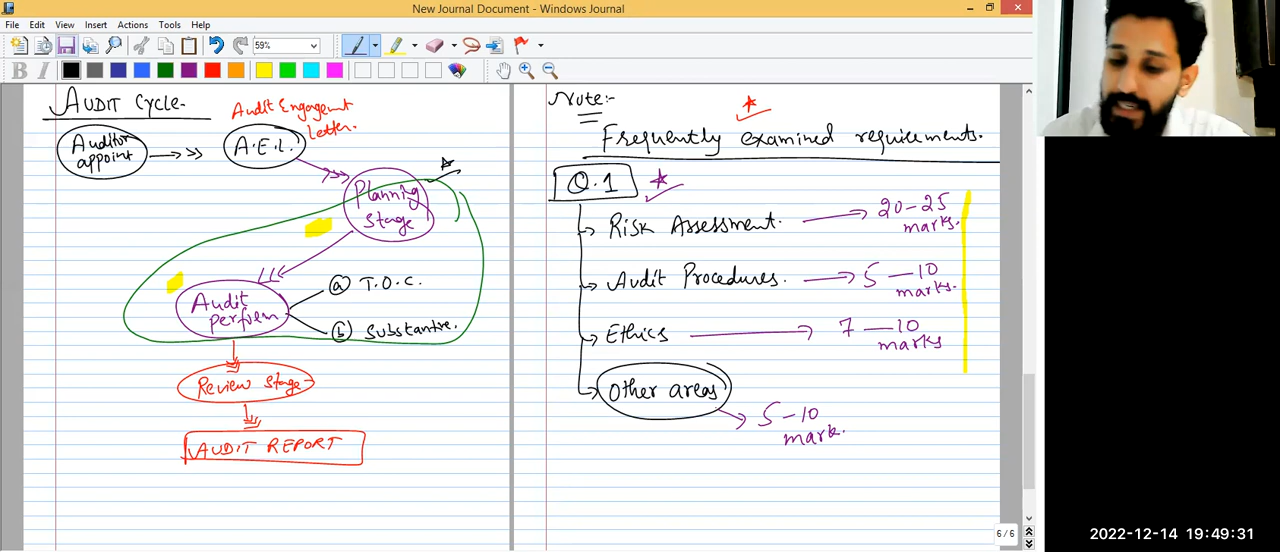 New Journal Document - Windows Journal
File Edit View Insert Actions Tools Help
59%
B I
AUDIT Cycle-
Audit Engagement
Letter.
Auditor
appoint
A.E.L.
Planning
Stage
Audit
perform
(a) T.O.C.
(b) Substantive.
Review Stage
AUDIT REPORT
Note:-
Frequently examined requirements.
Q.1
Risk Assessment.
20-25
marks.
Audit Procedures.
5-10
marks.
Ethics
7-10
marks
Other areas
5-10
mark.
6/6
2022-12-14 19:49:31